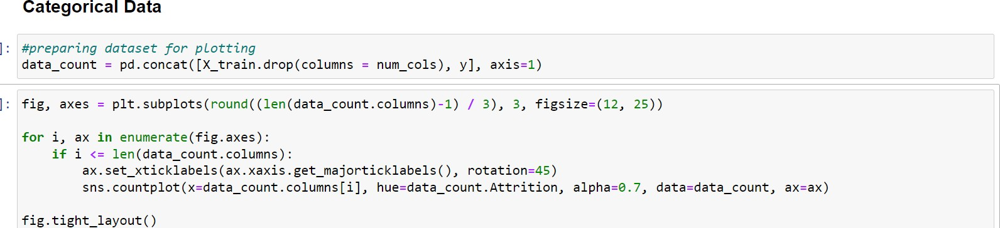 Categorical Data
]: #preparing dataset for plotting
data_count = pd.concat([X_train.drop(columns = num_cols), y], axis=1)
]: fig, axes = plt.subplots(round((len(data_count.columns)-1) / 3), 3, figsize=(12, 25))
for i, ax in enumerate(fig.axes):
    if i <= len(data_count.columns):
        ax.set_xticklabels(ax.xaxis.get_majorticklabels(), rotation=45)
        sns.countplot(x=data_count.columns[i], hue=data_count.Attrition, alpha=0.7, data=data_count, ax=ax)
fig.tight_layout()